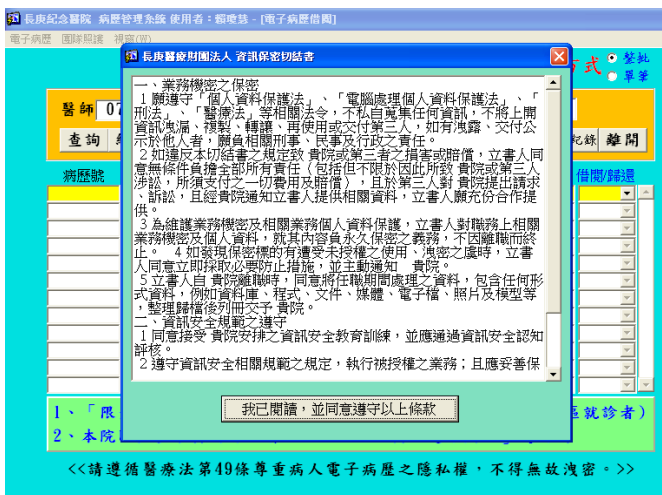 長庚紀念醫院 病歷管理系統 使用者：賴曉慧 - [電子病歷借閱]
電子病歷 團隊照護 視窗(W)
長庚醫療財團法人 資訊保密切結書
方式
整批
單筆
醫師 07
查詢
紀錄
離開
病歷號
借閱/歸還
一、業務機密之保密
1願遵守「個人資料保護法」、「電腦處理個人資料保護法」、「
刑法」、「醫療法」等相關法令，不私自蒐集任何資訊，不將上開
資訊洩漏、複製、轉讓、再使用或交付第三人，如有洩露、交付公
示於他人者，願負相關刑事、民事及行政之責任。
2如違反本切結書之規定致 貴院或第三者之損害或賠償，立書人同
意無條件負擔全部所有責任（包括但不限於因此所致 貴院或第三人
涉訟，所須支付之一切費用及賠償），且於第三人對 貴院提出請求
、訴訟，且經貴院通知立書人提供相關資料，立書人願充份合作提
供。
3為維護業務機密及相關業務個人資料保護，立書人對職務上相關
業務機密及個人資料，就其內容負永久保密之義務，不因離職而終
止。 4如發現保密標的有遭受未授權之使用、洩密之虞時，立書
人同意立即採取必要防止措施，並主動通知　貴院。
5立書人自 貴院離職時，同意將任職期間處理之資料，包含任何形
式資料，例如資料庫、程式、文件、媒體、電子檔、照片及模型等
，整理歸檔後列冊交予 貴院。
二、資訊安全規範之遵守
1同意接受 貴院安排之資訊安全教育訓練，並應通過資訊安全認知
評核。
2遵守資訊安全相關規範之規定，執行被授權之業務；且應妥善保
我已閱讀，並同意遵守以上條款
1、「限
區就診者）
2、本院
<<請遵循醫療法第49條尊重病人電子病歷之隱私權，不得無故洩密。>>